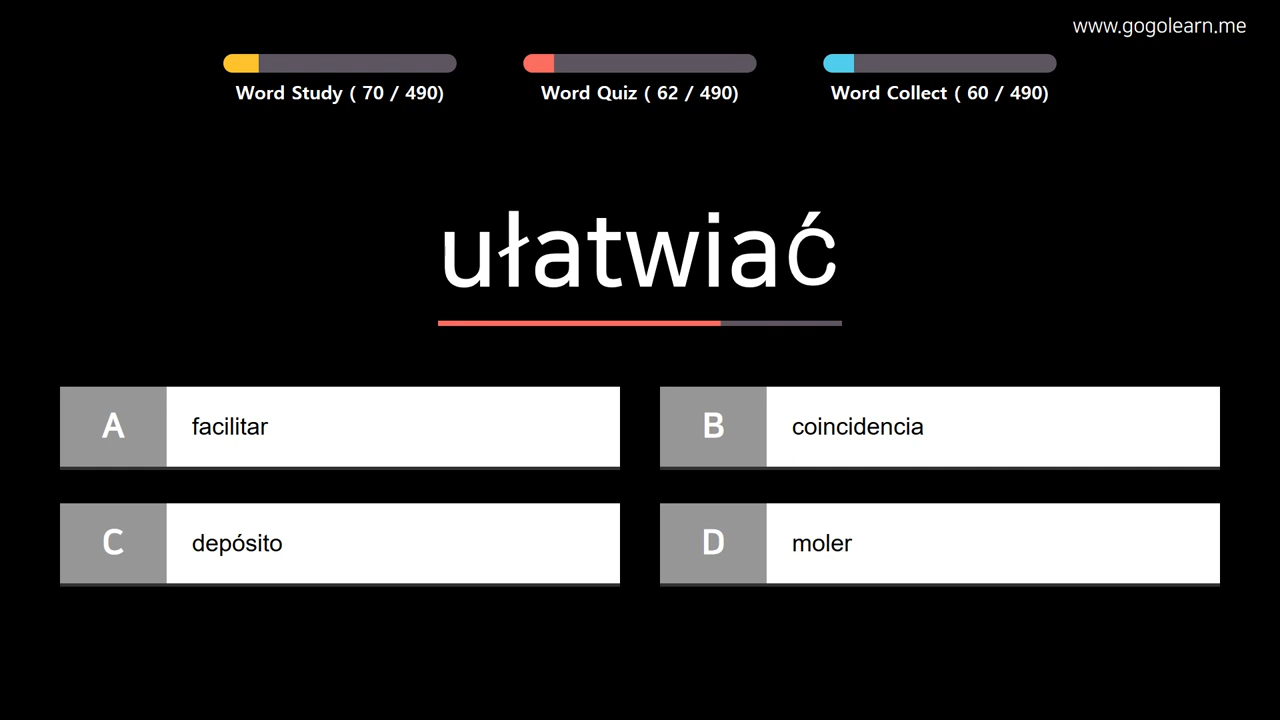 www.gogolearn.me
Word Study ( 70 / 490)
Word Quiz ( 62 / 490)
Word Collect ( 60 / 490)
ułatwiać
A facilitar
B coincidencia
C depósito
D moler